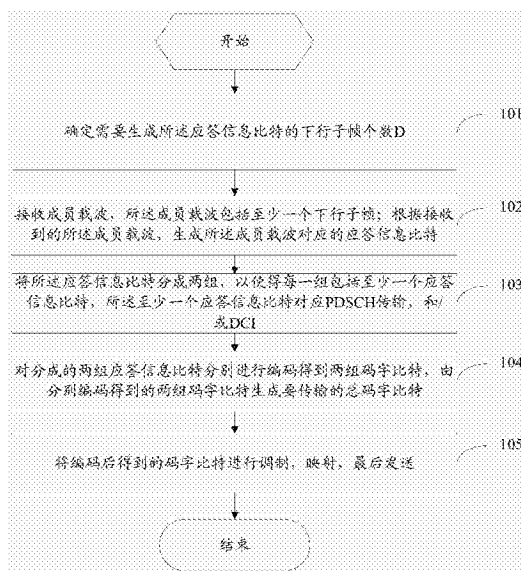 开始
确定需要生成所述应答信息比特的下行子帧个数D
101
接收成员载波，所述成员载波包括至少一个下行子帧；根据接收
到的所述成员载波，生成所述成员载波对应的应答信息比特
102
将所述应答信息比特分成两组，以使得每一组包括至少一个应答
信息比特，所述至少一个应答信息比特对应PDSCH传输，和/
或DCI
103
对分成的两组应答信息比特分别进行编码得到两组码字比特，由
分别编码得到的两组码字比特生成要传输的总码字比特
104
将编码后得到的码字比特进行调制，映射，最后发送
105
结束